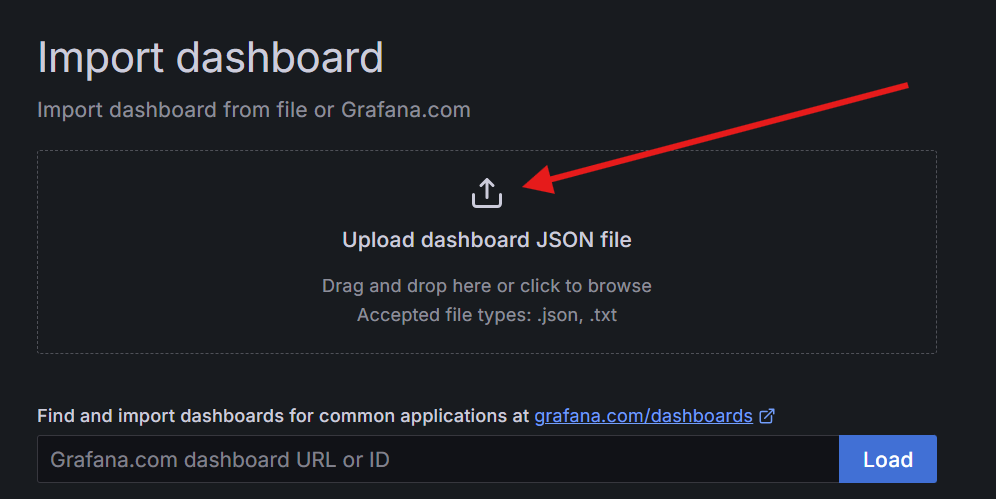 Import dashboard
Import dashboard from file or Grafana.com
Upload dashboard JSON file
Drag and drop here or click to browse
Accepted file types: .json, .txt
Find and import dashboards for common applications at grafana.com/dashboards
Grafana.com dashboard URL or ID
Load